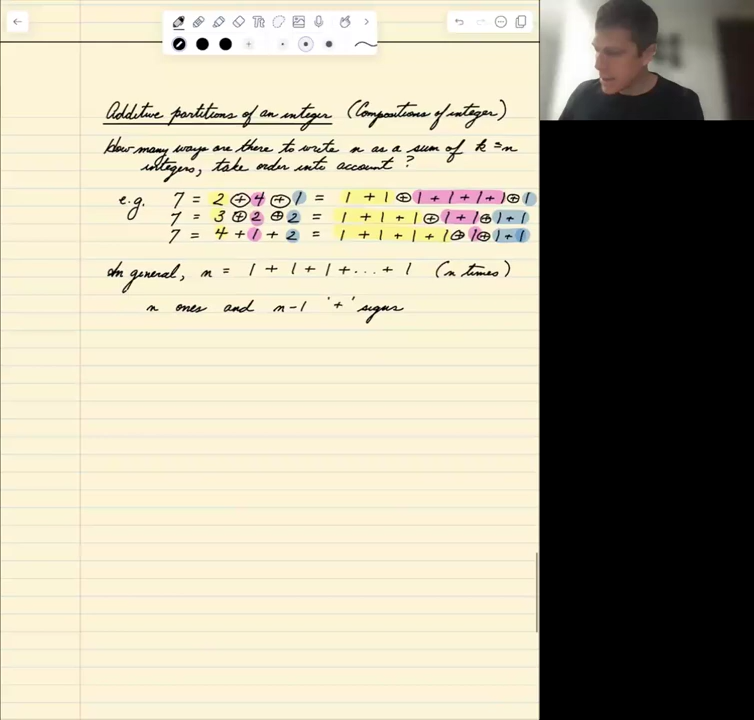 Additive partitions of an integer (Compositions of integer)
How many ways are there to write n as a sum of k ≤ n
integers, take order into account?
e.g. 7 = 2 ⊕ 4 ⊕ 1 = 1 + 1 ⊕ 1 + 1 + 1 + 1 ⊕ 1
7 = 3 ⊕ 2 ⊕ 2 = 1 + 1 + 1 ⊕ 1 + 1 ⊕ 1 + 1
7 = 4 + 1 + 2 = 1 + 1 + 1 + 1 ⊕ 1 ⊕ 1 + 1
In general, n = 1 + 1 + 1 + ... + 1 (n times)
n ones and n-1 '+' signs